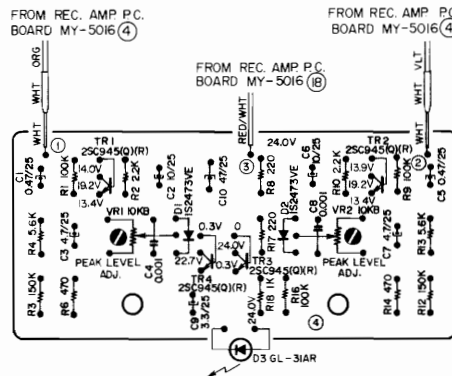 FROM REC. AMP. P.C.
BOARD MY-5016 ④
FROM REC. AMP. P.C.
BOARD MY-5016 ⑱
FROM REC. AMP. P.C.
BOARD MY-5016 ④
WHT ORG
WHT
RED/WHT
WHT VLT
WHT
①
③
②
24.0V
TR1
2SC945(Q)(R)
TR2
2SC945(Q)(R)
C1 0.47/25
R1 100K
14.0V
19.2V
13.4V
R2 2.2K
C2 10/25
C10 47/25
R8 220
C6 10/25
R10 2.2K
13.9V
19.2V
13.4V
R9 100K
C5 0.47/25
R4 5.6K
C3 4.7/25
VR1 10KB
C4 0.001
D1 1S2473VE
0.3V
0
24.0V
0.3V
22.7V
R17 220
D2 1S2473VE
C8 0.001
VR2 10KB
C7 4.7/25
R13 5.6K
PEAK LEVEL
ADJ.
PEAK LEVEL
ADJ.
TR4
2SC945(Q)(R)
TR3
2SC945(Q)(R)
R3 150K
R6 470
C9 3.3/25
24.0V
R18 1K
R16 100K
④
R14 470
R12 150K
D3 GL-31AR